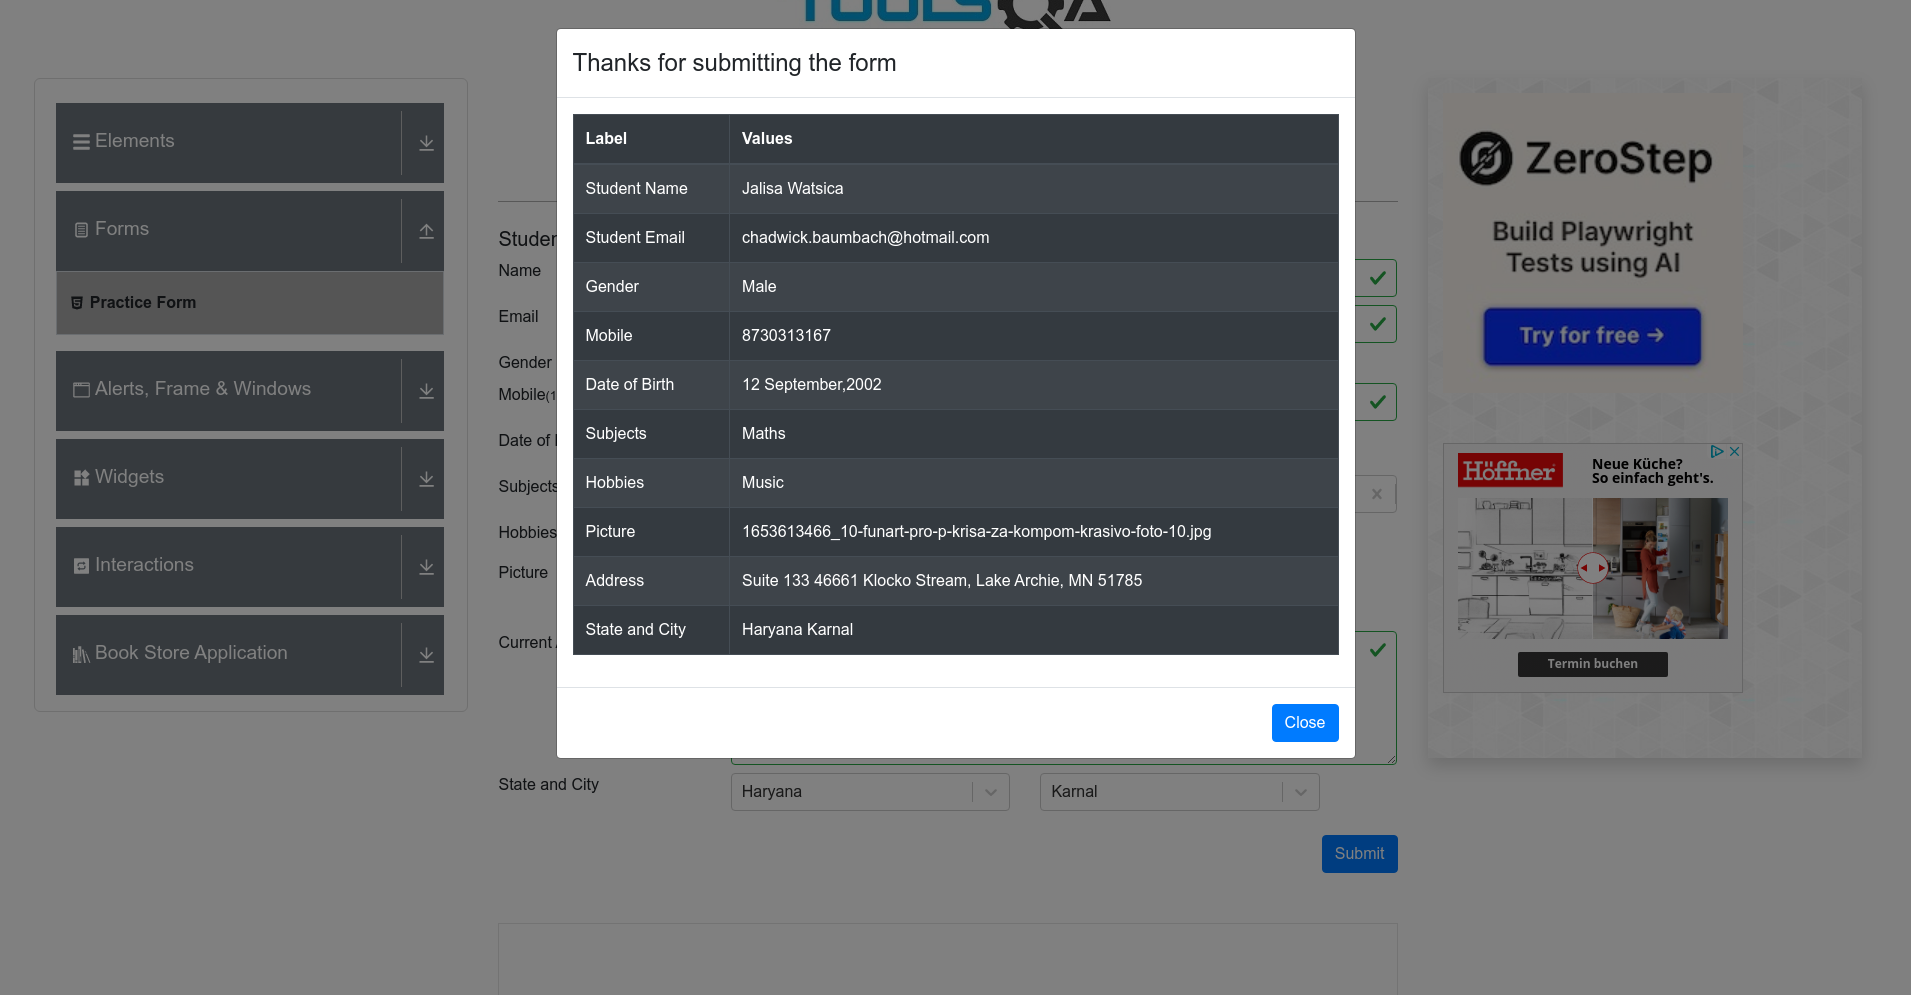 TOOLSQA
Thanks for submitting the form
Label Values
Student Name Jalisa Watsica
Student Email chadwick.baumbach@hotmail.com
Gender Male
Mobile 8730313167
Date of Birth 12 September,2002
Subjects Maths
Hobbies Music
Picture 1653613466_10-funart-pro-p-krisa-za-kompom-krasivo-foto-10.jpg
Address Suite 133 46661 Klocko Stream, Lake Archie, MN 51785
State and City Haryana Karnal
Close
Elements
Forms
Practice Form
Alerts, Frame & Windows
Widgets
Interactions
Book Store Application
Name
Email
Gender
Mobile(1
Date of
Subjects
Hobbies
Picture
Current
State and City
Haryana
Karnal
Submit
ZeroStep
Build Playwright
Tests using AI
Try for free →
Höffner
Neue Küche?
So einfach geht's.
Termin buchen